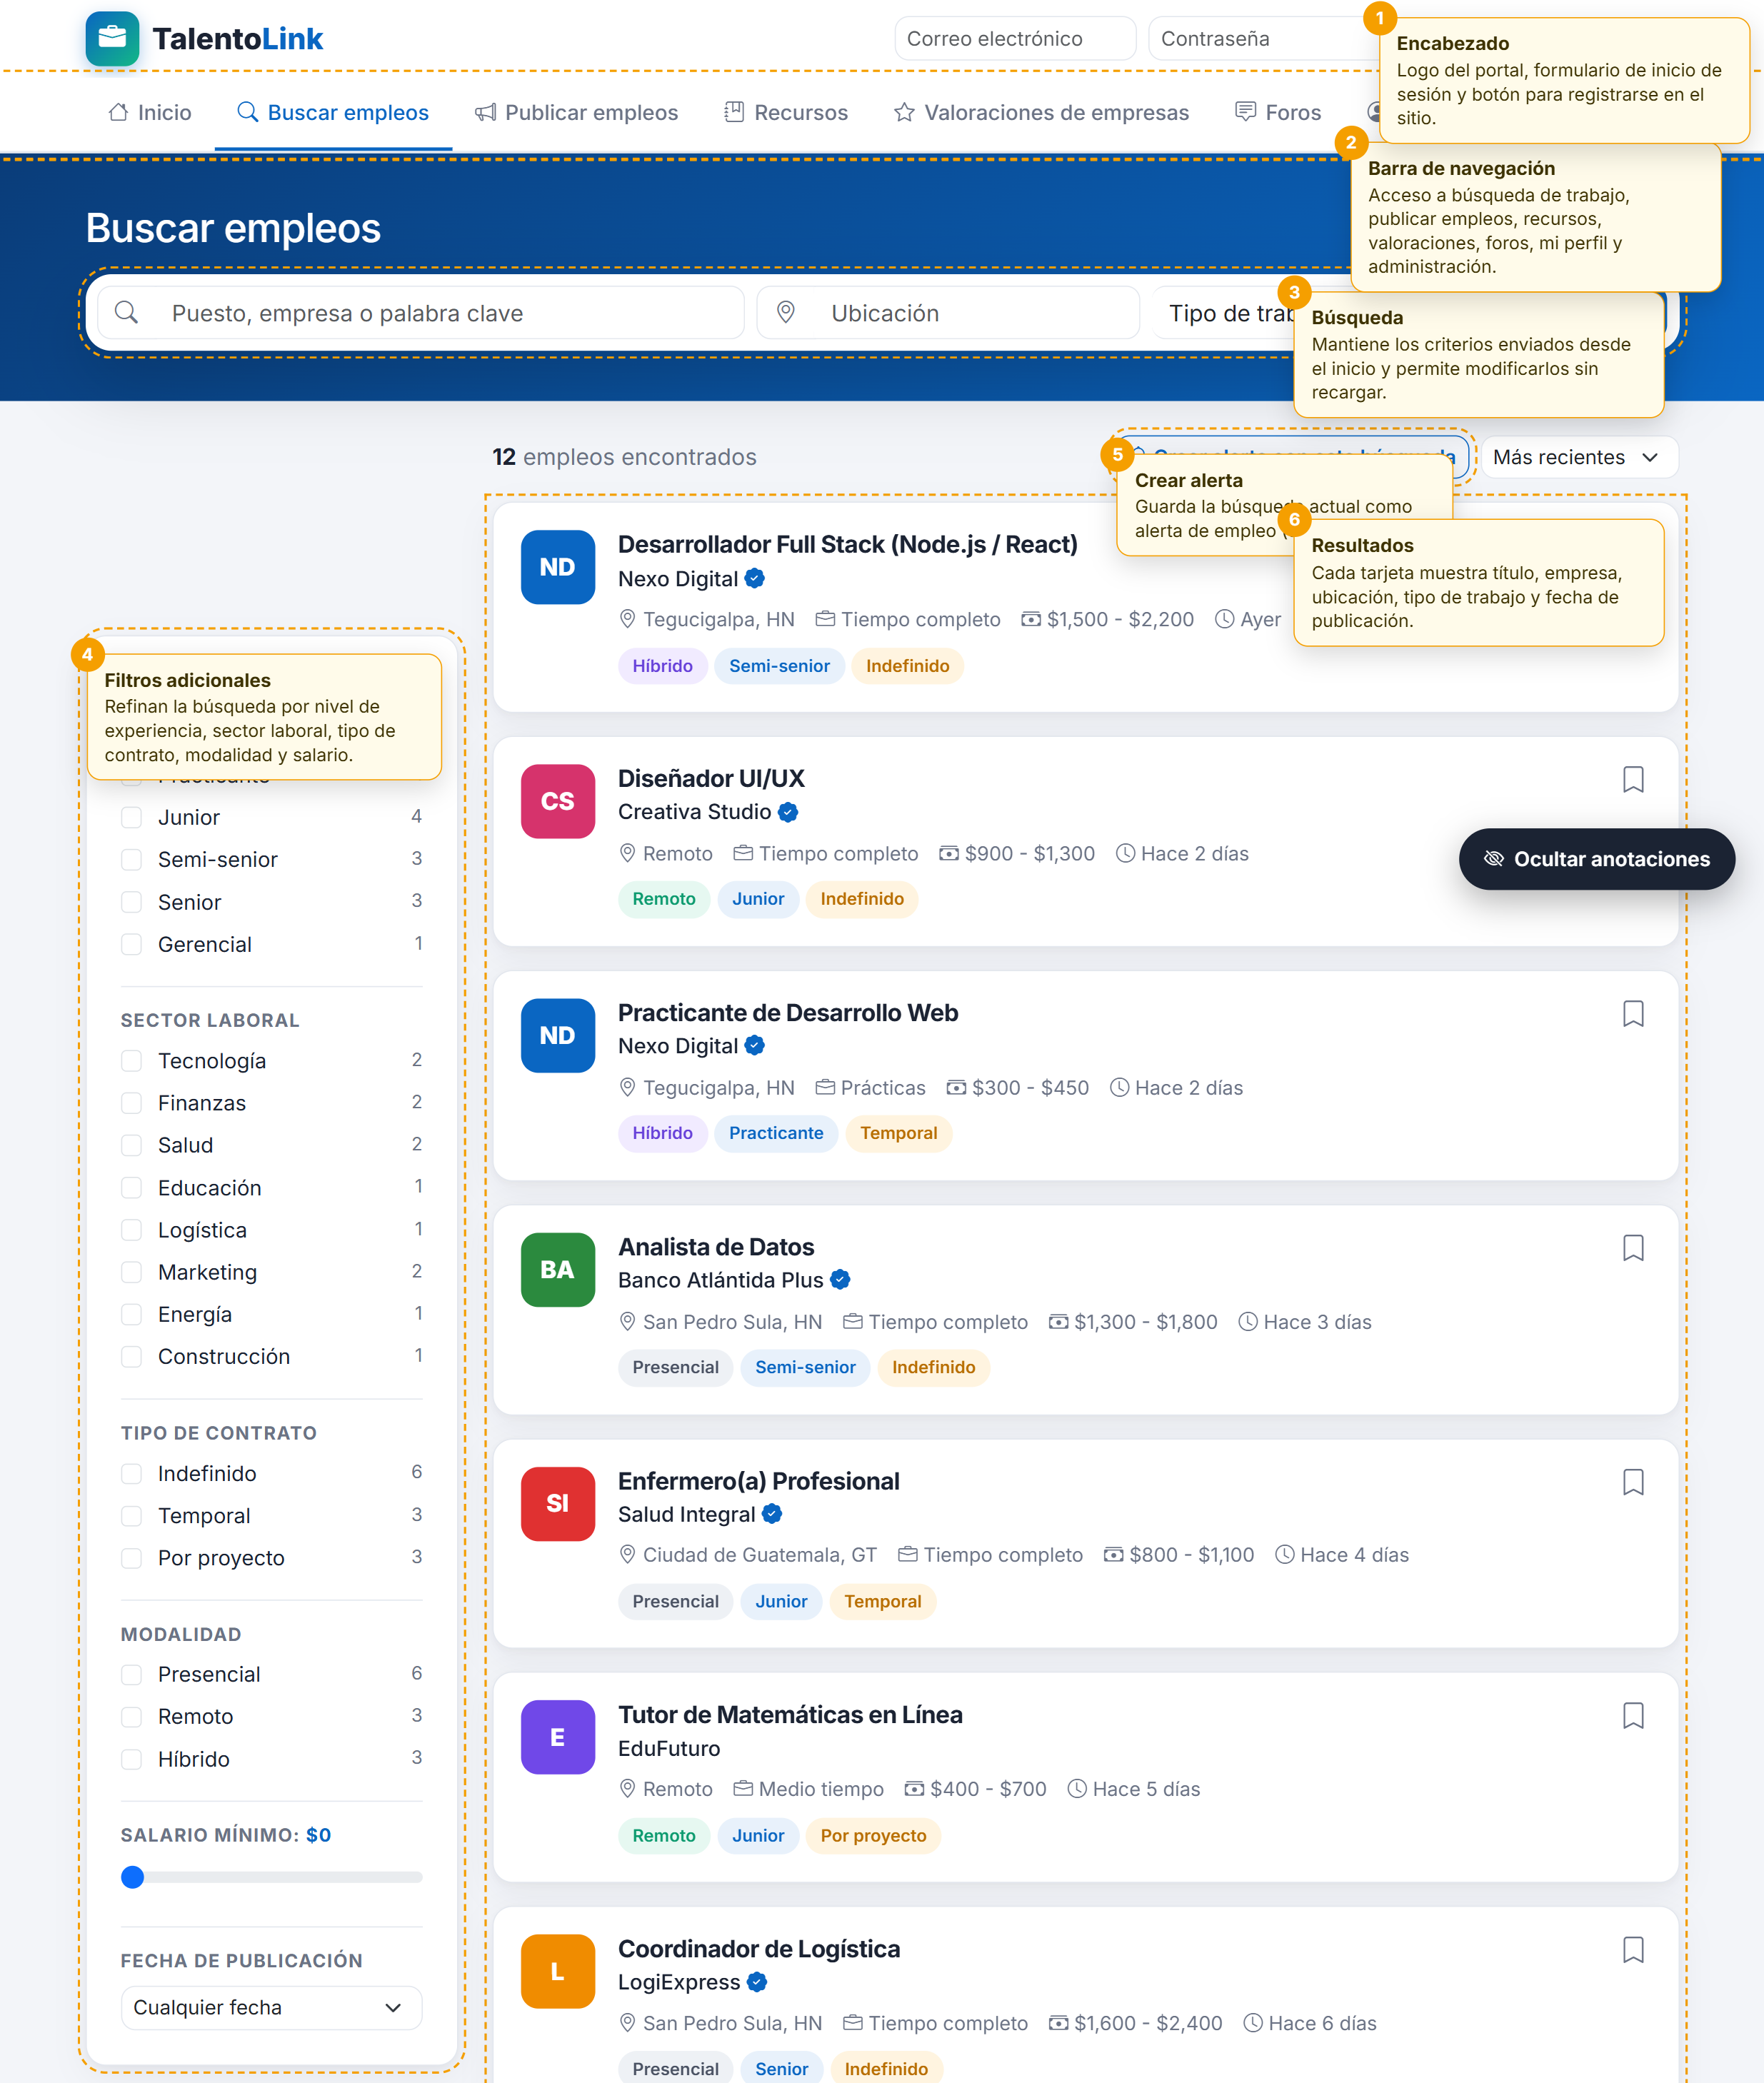 TalentoLink
Correo electrónico
Contraseña
1
Encabezado
Logo del portal, formulario de inicio de
sesión y botón para registrarse en el
sitio.
Inicio
Buscar empleos
Publicar empleos
Recursos
Valoraciones de empresas
Foros
2
Barra de navegación
Acceso a búsqueda de trabajo,
publicar empleos, recursos,
valoraciones, foros, mi perfil y
administración.
Buscar empleos
Puesto, empresa o palabra clave
Ubicación
Tipo de
3
Búsqueda
Mantiene los criterios enviados desde
el inicio y permite modificarlos sin
recargar.
12 empleos encontrados
Más recientes
5
Crear alerta
Guarda la búsqueda actual como
alerta de empleo
6
Resultados
Cada tarjeta muestra título, empresa,
ubicación, tipo de trabajo y fecha de
publicación.
4
Filtros adicionales
Refinan la búsqueda por nivel de
experiencia, sector laboral, tipo de
contrato, modalidad y salario.
Junior 4
Semi-senior 3
Senior 3
Gerencial 1
SECTOR LABORAL
Tecnología 2
Finanzas 2
Salud 2
Educación 1
Logística 1
Marketing 2
Energía 1
Construcción 1
TIPO DE CONTRATO
Indefinido 6
Temporal 3
Por proyecto 3
MODALIDAD
Presencial 6
Remoto 3
Híbrido 3
SALARIO MÍNIMO: $0
FECHA DE PUBLICACIÓN
Cualquier fecha
ND
Desarrollador Full Stack (Node.js / React)
Nexo Digital
Tegucigalpa, HN Tiempo completo $1,500 - $2,200 Ayer
Híbrido Semi-senior Indefinido
CS
Diseñador UI/UX
Creativa Studio
Remoto Tiempo completo $900 - $1,300 Hace 2 días
Remoto Junior Indefinido
Ocultar anotaciones
ND
Practicante de Desarrollo Web
Nexo Digital
Tegucigalpa, HN Prácticas $300 - $450 Hace 2 días
Híbrido Practicante Temporal
BA
Analista de Datos
Banco Atlántida Plus
San Pedro Sula, HN Tiempo completo $1,300 - $1,800 Hace 3 días
Presencial Semi-senior Indefinido
SI
Enfermero(a) Profesional
Salud Integral
Ciudad de Guatemala, GT Tiempo completo $800 - $1,100 Hace 4 días
Presencial Junior Temporal
E
Tutor de Matemáticas en Línea
EduFuturo
Remoto Medio tiempo $400 - $700 Hace 5 días
Remoto Junior Por proyecto
L
Coordinador de Logística
LogiExpress
San Pedro Sula, HN Tiempo completo $1,600 - $2,400 Hace 6 días
Presencial Senior Indefinido